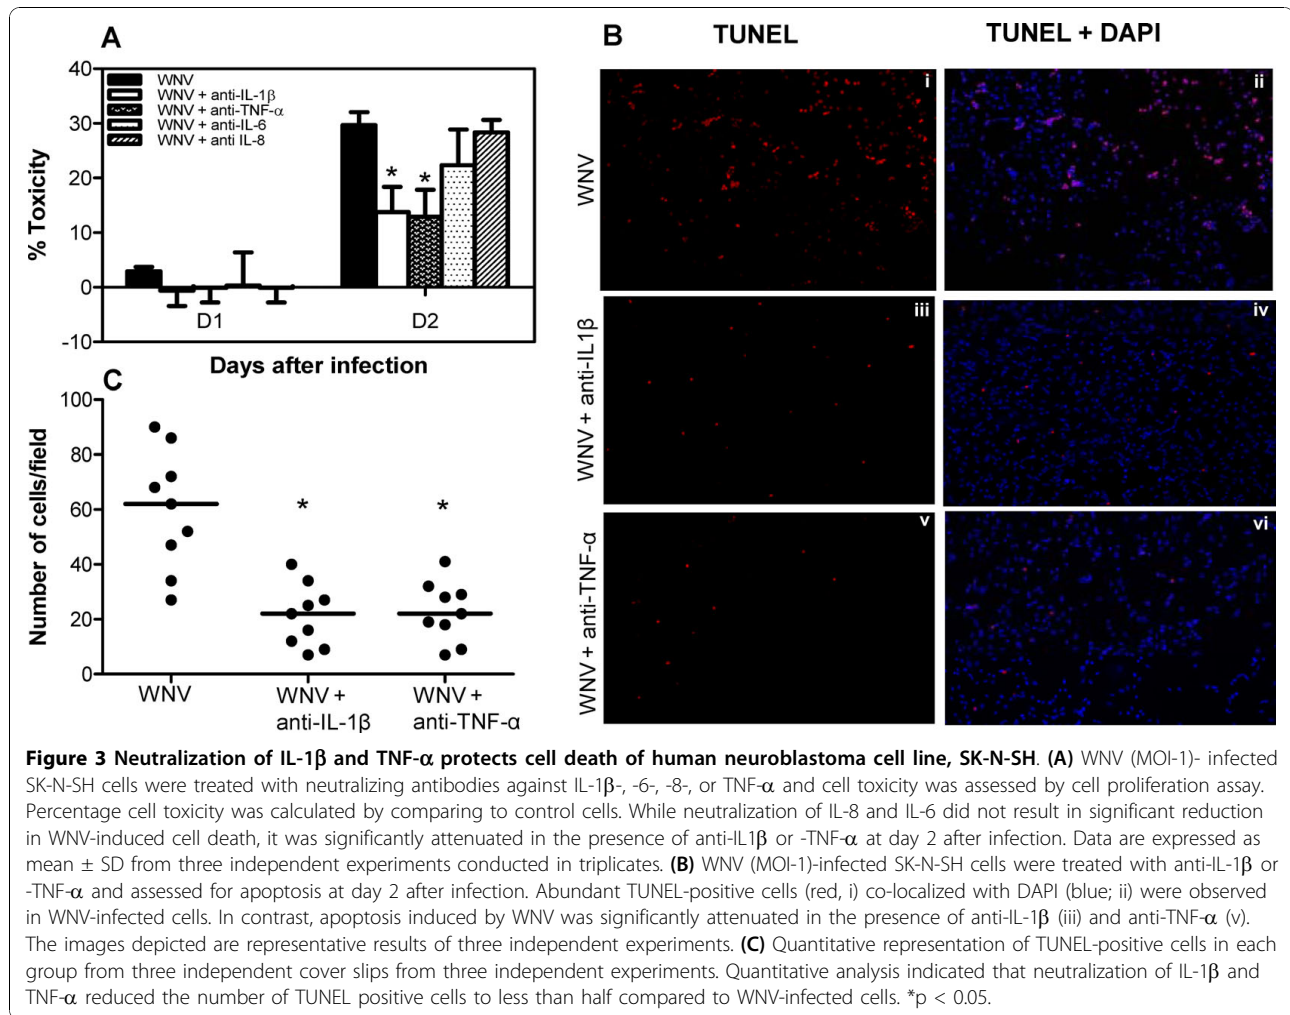 A
40
30
20
10
0
-10
% Toxicity
WNV
WNV + anti-IL-1β
WNV + anti-TNF-α
WNV + anti-IL-6
WNV + anti IL-8
* *
D1 D2
Days after infection
B TUNEL TUNEL + DAPI
WNV
i ii
WNV + anti-IL1β
iii iv
WNV + anti-TNF-α
v vi
C
100
80
60
40
20
0
Number of cells/field
* *
WNV WNV + WNV +
anti-IL-1β anti-TNF-α
Figure 3 Neutralization of IL-1β and TNF-α protects cell death of human neuroblastoma cell line, SK-N-SH. (A) WNV (MOI-1)- infected
SK-N-SH cells were treated with neutralizing antibodies against IL-1β-, -6-, -8-, or TNF-α and cell toxicity was assessed by cell proliferation assay.
Percentage cell toxicity was calculated by comparing to control cells. While neutralization of IL-8 and IL-6 did not result in significant reduction
in WNV-induced cell death, it was significantly attenuated in the presence of anti-IL1β or -TNF-α at day 2 after infection. Data are expressed as
mean ± SD from three independent experiments conducted in triplicates. (B) WNV (MOI-1)-infected SK-N-SH cells were treated with anti-IL-1β or
-TNF-α and assessed for apoptosis at day 2 after infection. Abundant TUNEL-positive cells (red, i) co-localized with DAPI (blue; ii) were observed
in WNV-infected cells. In contrast, apoptosis induced by WNV was significantly attenuated in the presence of anti-IL-1β (iii) and anti-TNF-α (v).
The images depicted are representative results of three independent experiments. (C) Quantitative representation of TUNEL-positive cells in each
group from three independent cover slips from three independent experiments. Quantitative analysis indicated that neutralization of IL-1β and
TNF-α reduced the number of TUNEL positive cells to less than half compared to WNV-infected cells. *p < 0.05.